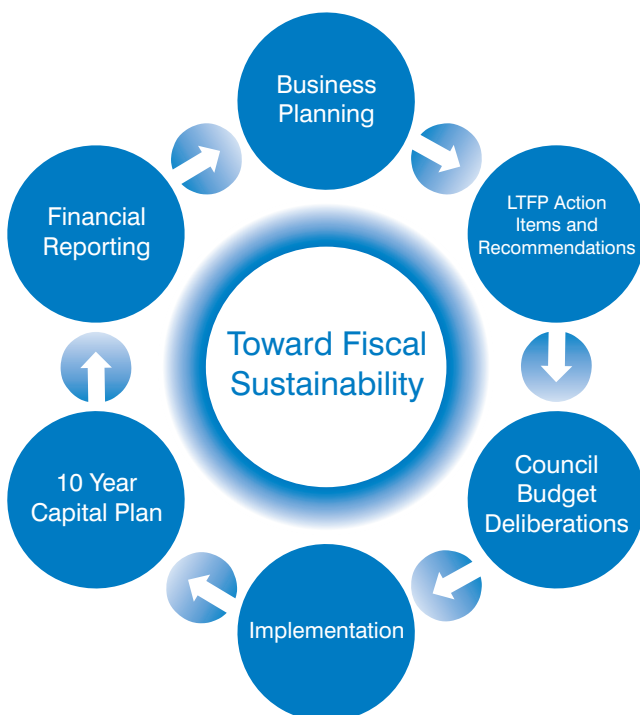 Business
Planning
LTFP Action
Items and
Recommendations
Council
Budget
Deliberations
Implementation
10 Year
Capital Plan
Financial
Reporting
Toward Fiscal
Sustainability